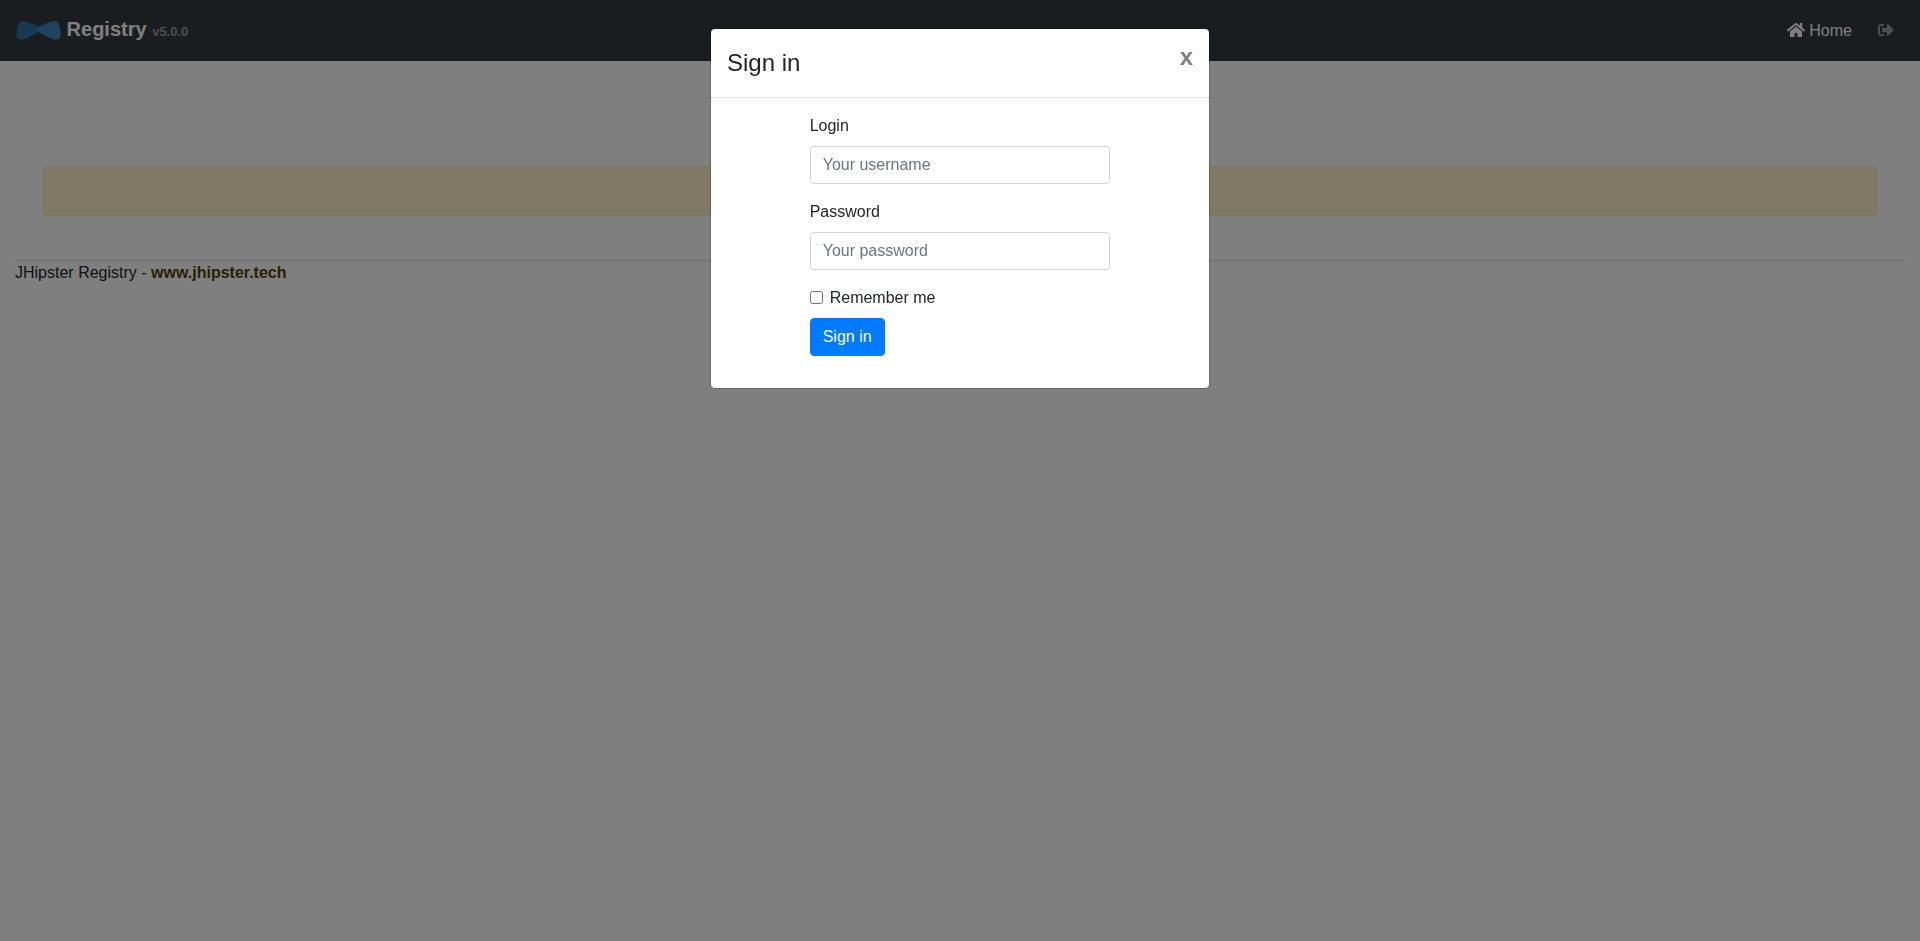 Registry v5.0.0
Home
Sign in
x
Login
Your username
Password
Your password
Remember me
Sign in
JHipster Registry - www.jhipster.tech